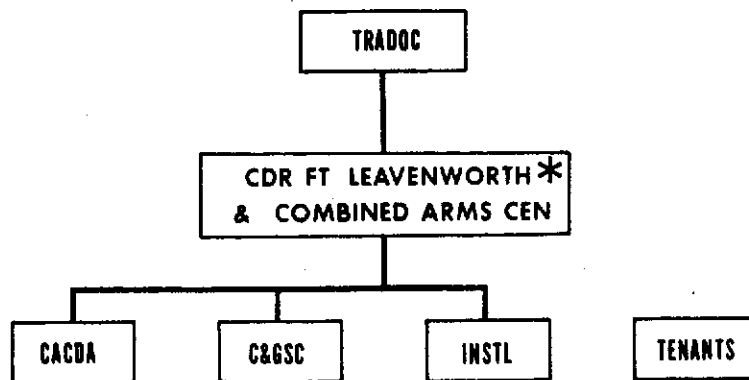 TRADOC
CDR FT LEAVENWORTH *
& COMBINED ARMS CEN
CACDA C&GSC INSTL TENANTS